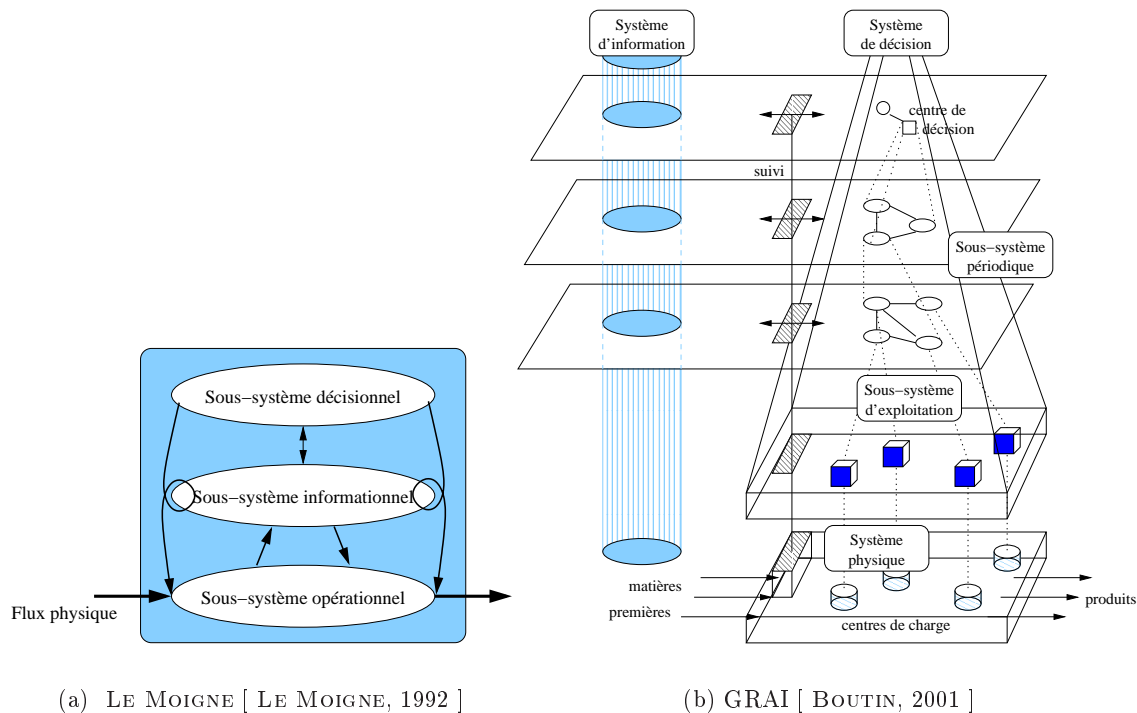 Sous-système décisionnel
Sous-système informationnel
Sous-système opérationnel
Flux physique
(a) LE MOIGNE [ LE MOIGNE, 1992 ]
Système
d'information
Système
de décision
centre de
décision
suivi
Sous-système
périodique
Sous-système
d'exploitation
Système
physique
matières
premières
produits
centres de charge
(b) GRAI [ BOUTIN, 2001 ]